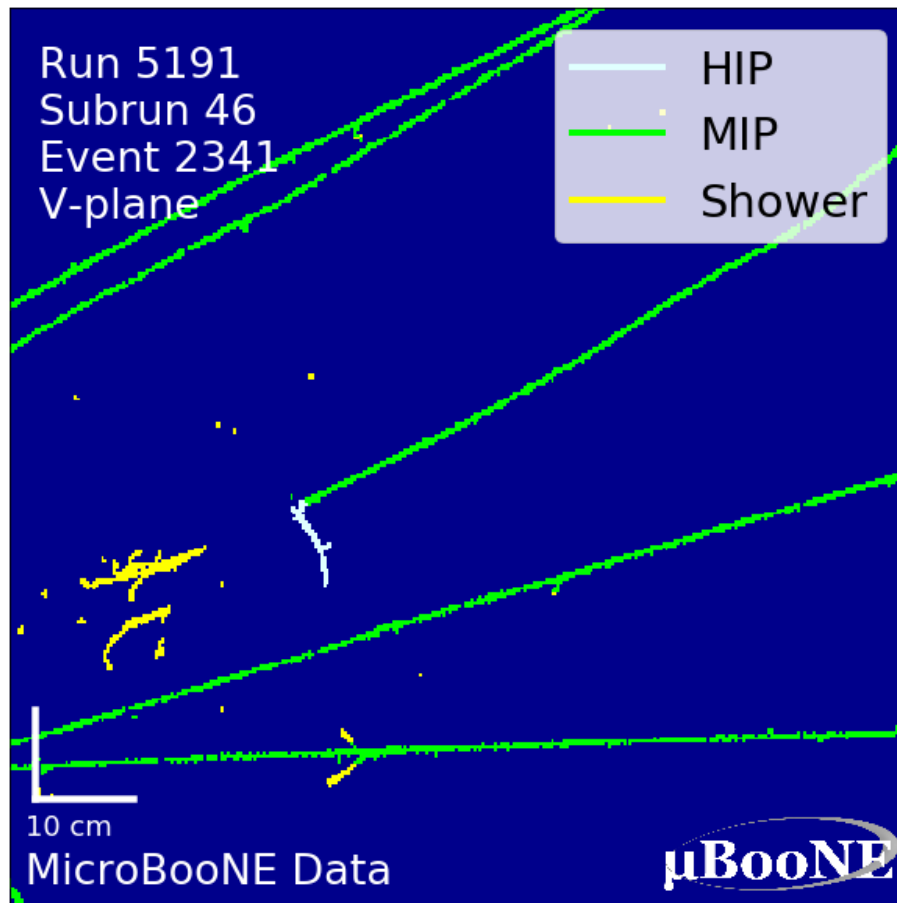 Run 5191
Subrun 46
Event 2341
V-plane
HIP
MIP
Shower
10 cm
MicroBooNE Data
μBooNE